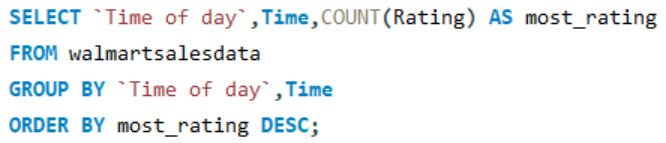 SELECT `Time of day`,Time,COUNT(Rating) AS most_rating
FROM walmartsalesdata
GROUP BY `Time of day`,Time
ORDER BY most_rating DESC;